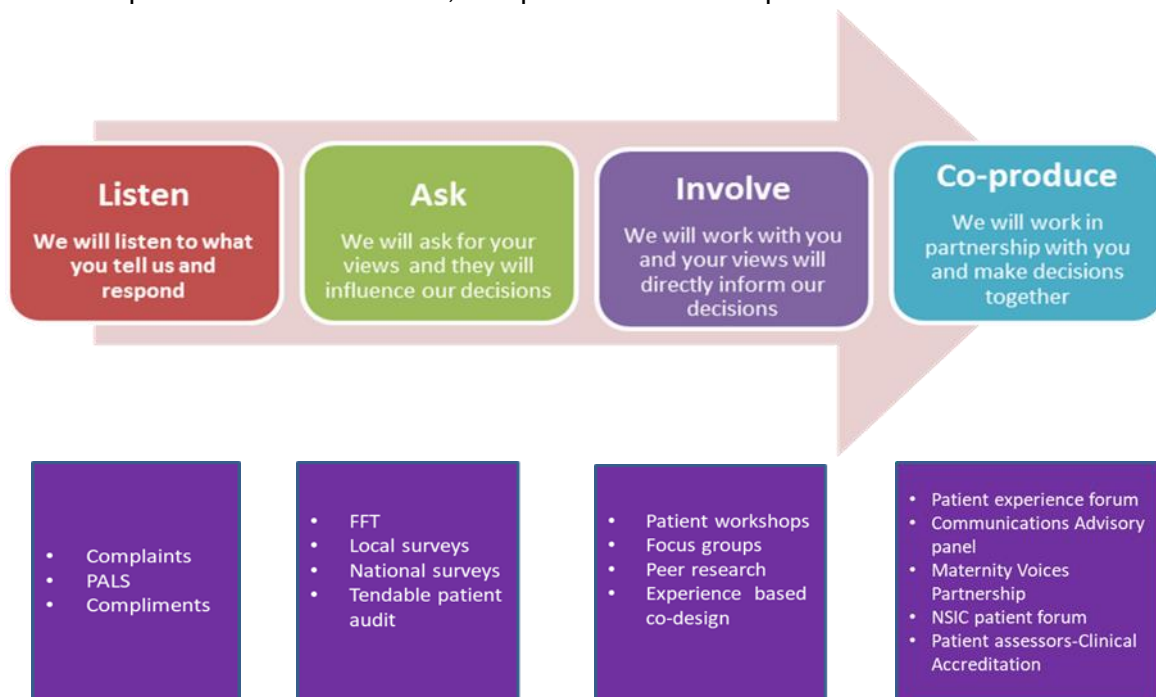 Listen
We will listen to what
you tell us and
respond
Ask
We will ask for your
views and they will
influence our decisions
Involve
We will work with you
and your views will
directly inform our
decisions
Co-produce
We will work in
partnership with you
and make decisions
together
• Complaints
• PALS
• Compliments
• FFT
• Local surveys
• National surveys
• Tendable patient
audit
• Patient workshops
• Focus groups
• Peer research
• Experience based
co-design
• Patient experience forum
• Communications Advisory
panel
• Maternity Voices
Partnership
• NSIC patient forum
• Patient assessors-Clinical
Accreditation